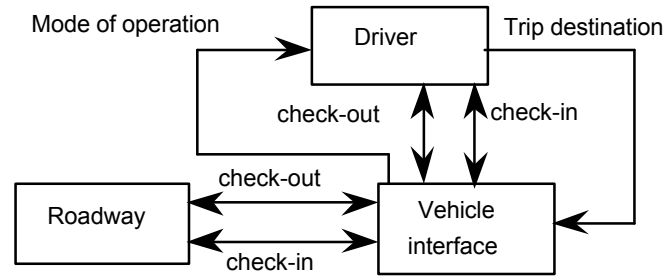 Mode of operation
Driver
Trip destination
check-out
check-in
check-out
Roadway
Vehicle
interface
check-in